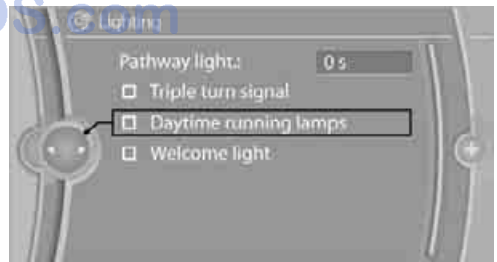 Lighting
Pathway light.: 0 s
Triple turn signal
Daytime running lamps
Welcome light